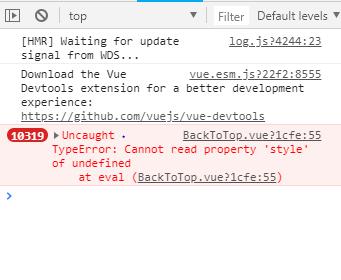 top Filter Default levels
[HMR] Waiting for update log.js?4244:23
signal from WDS...
Download the Vue vue.esm.js?22f2:8555
Devtools extension for a better development
experience:
https://github.com/vuejs/vue-devtools
10319 Uncaught BackToTop.vue?1cfe:55
TypeError: Cannot read property 'style'
of undefined
at eval (BackToTop.vue?1cfe:55)